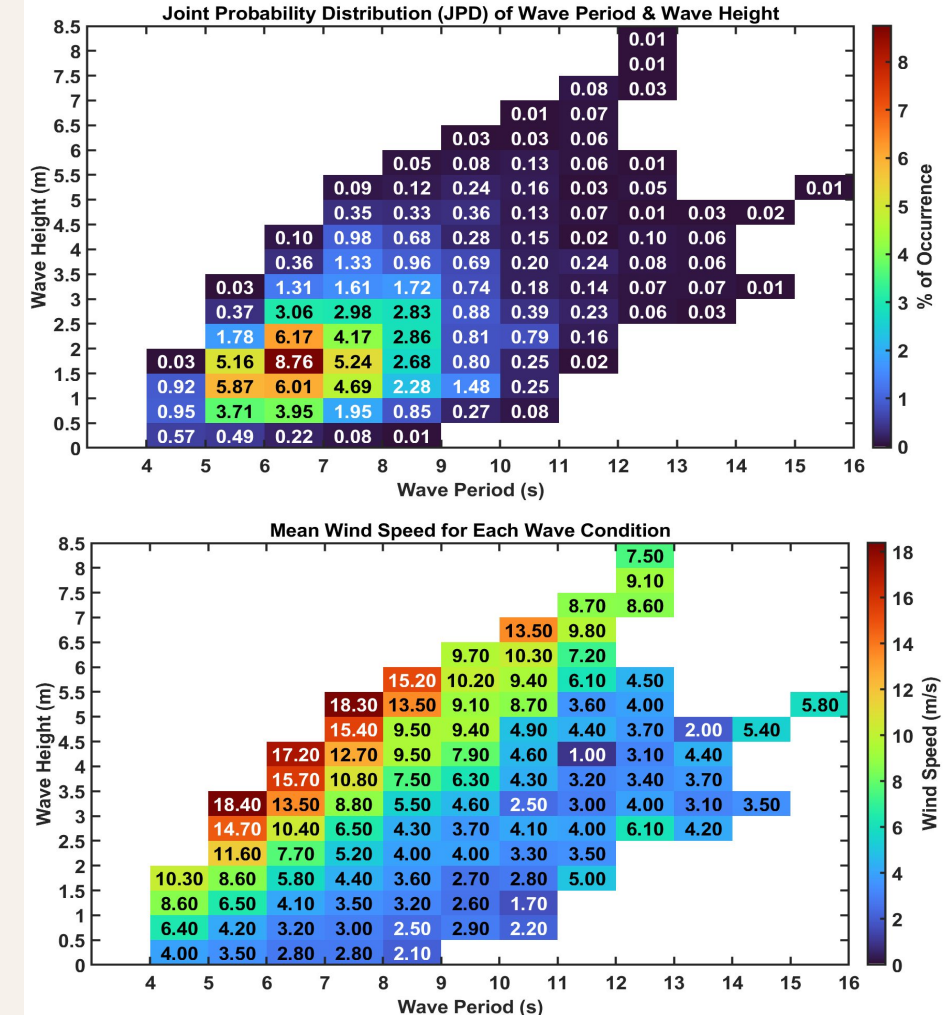 Joint Probability Distribution (JPD) of Wave Period & Wave Height
8.5
8 0.01 8
7.5 0.01
7 0.08 0.03 7
6.5 0.01 0.07
6 0.03 0.03 0.06 6
5.5 0.05 0.08 0.13 0.06 0.01
5 0.09 0.12 0.24 0.16 0.03 0.05 0.01 5
4.5 0.35 0.33 0.36 0.13 0.07 0.01 0.03 0.02
4 0.10 0.98 0.68 0.28 0.15 0.02 0.10 0.06 4
3.5 0.36 1.33 0.96 0.69 0.20 0.24 0.08 0.06
3 0.03 1.31 1.61 1.72 0.74 0.18 0.14 0.07 0.07 0.01 3
2.5 0.37 3.06 2.98 2.83 0.88 0.39 0.23 0.06 0.03
2 1.78 6.17 4.17 2.86 0.81 0.79 0.16 2
1.5 0.03 5.16 8.76 5.24 2.68 0.80 0.25 0.02
1 0.92 5.87 6.01 4.69 2.28 1.48 0.25 1
0.5 0.95 3.71 3.95 1.95 0.85 0.27 0.08
0 0.57 0.49 0.22 0.08 0.01 0
4 5 6 7 8 9 10 11 12 13 14 15 16
Wave Period (s)
Wave Height (m)
% of Occurrence
Mean Wind Speed for Each Wave Condition
8.5
8 7.50 18
7.5 9.10
7 8.70 8.60 16
6.5 13.50 9.80
6 9.70 10.30 7.20 14
5.5 15.20 10.20 9.40 6.10 4.50
5 18.30 13.50 9.10 8.70 3.60 4.00 5.80 12
4.5 15.40 9.50 9.40 4.90 4.40 3.70 2.00 5.40
4 17.20 12.70 9.50 7.90 4.60 1.00 3.10 4.40 10
3.5 15.70 10.80 7.50 6.30 4.30 3.20 3.40 3.70
3 18.40 13.50 8.80 5.50 4.60 2.50 3.00 4.00 3.10 3.50 8
2.5 14.70 10.40 6.50 4.30 3.70 4.10 4.00 6.10 4.20 6
2 11.60 7.70 5.20 4.00 4.00 3.30 3.50
1.5 10.30 8.60 5.80 4.40 3.60 2.70 2.80 5.00 4
1 8.60 6.50 4.10 3.50 3.20 2.60 1.70
0.5 6.40 4.20 3.20 3.00 2.50 2.90 2.20 2
0 4.00 3.50 2.80 2.80 2.10 0
4 5 6 7 8 9 10 11 12 13 14 15 16
Wave Period (s)
Wave Height (m)
Wind Speed (m/s)